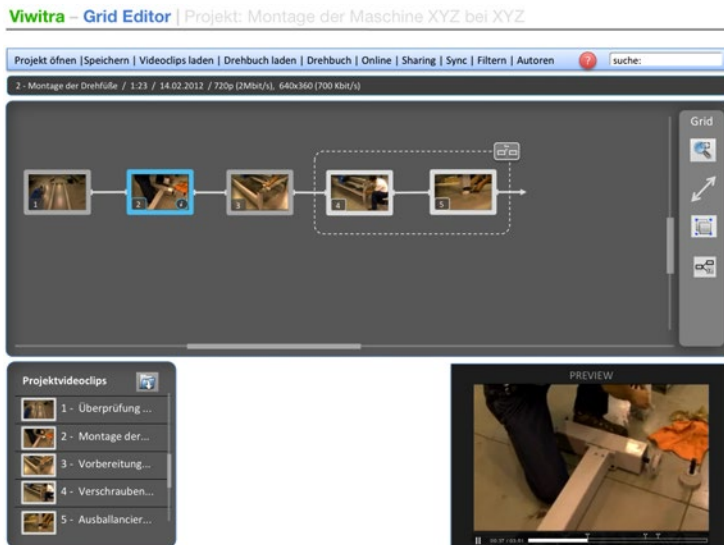 Viwitra – Grid Editor | Projekt: Montage der Maschine XYZ bei XYZ
Projekt öfnen |Speichern | Videoclips laden | Drehbuch laden | Drehbuch | Online | Sharing | Sync | Filtern | Autoren ? suche:
2 - Montage der Drehfüße / 1:23 / 14.02.2012 / 720p (2Mbit/s), 640x360 (700 Kbit/s)
Grid
1 2 i 3 4 5
Projektvideoclips
1 - Überprüfung ...
2 - Montage der...
3 - Vorbereitung...
4 - Verschrauben...
5 - Ausballancier...
PREVIEW